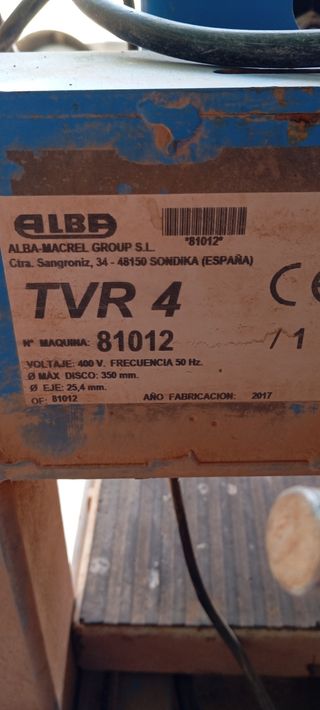 ALBA
*81012*
ALBA-MACREL GROUP S.L.
Ctra. Sangroniz, 34 - 48150 SONDIKA (ESPAÑA)
TVR 4
CE
Nº MAQUINA: 81012 / 1
VOLTAJE: 400 V. FRECUENCIA 50 Hz.
Ø MÁX DISCO: 350 mm.
Ø EJE: 25,4 mm.
OF: 81012 AÑO FABRICACION: 2017